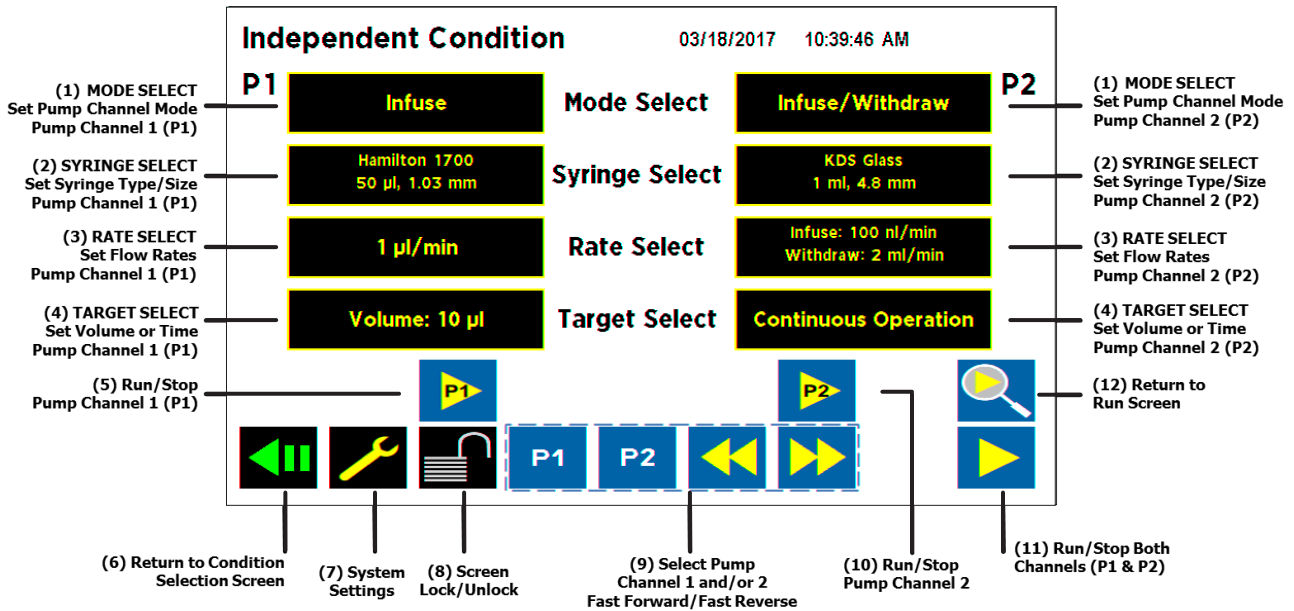 Independent Condition
03/18/2017 10:39:46 AM
P1
P2
(1) MODE SELECT
Set Pump Channel Mode
Pump Channel 1 (P1)
Infuse
Mode Select
Infuse/Withdraw
(1) MODE SELECT
Set Pump Channel Mode
Pump Channel 2 (P2)
(2) SYRINGE SELECT
Set Syringe Type/Size
Pump Channel 1 (P1)
Hamilton 1700
50 µl, 1.03 mm
Syringe Select
KDS Glass
1 ml, 4.8 mm
(2) SYRINGE SELECT
Set Syringe Type/Size
Pump Channel 2 (P2)
(3) RATE SELECT
Set Flow Rates
Pump Channel 1 (P1)
1 µl/min
Rate Select
Infuse: 100 nl/min
Withdraw: 2 ml/min
(3) RATE SELECT
Set Flow Rates
Pump Channel 2 (P2)
(4) TARGET SELECT
Set Volume or Time
Pump Channel 1 (P1)
Volume: 10 µl
Target Select
Continuous Operation
(4) TARGET SELECT
Set Volume or Time
Pump Channel 2 (P2)
(5) Run/Stop
Pump Channel 1 (P1)
P1
P2
(12) Return to
Run Screen
P1
P2
(6) Return to Condition
Selection Screen
(7) System
Settings
(8) Screen
Lock/Unlock
(9) Select Pump
Channel 1 and/or 2
Fast Forward/Fast Reverse
(10) Run/Stop
Pump Channel 2
(11) Run/Stop Both
Channels (P1 & P2)